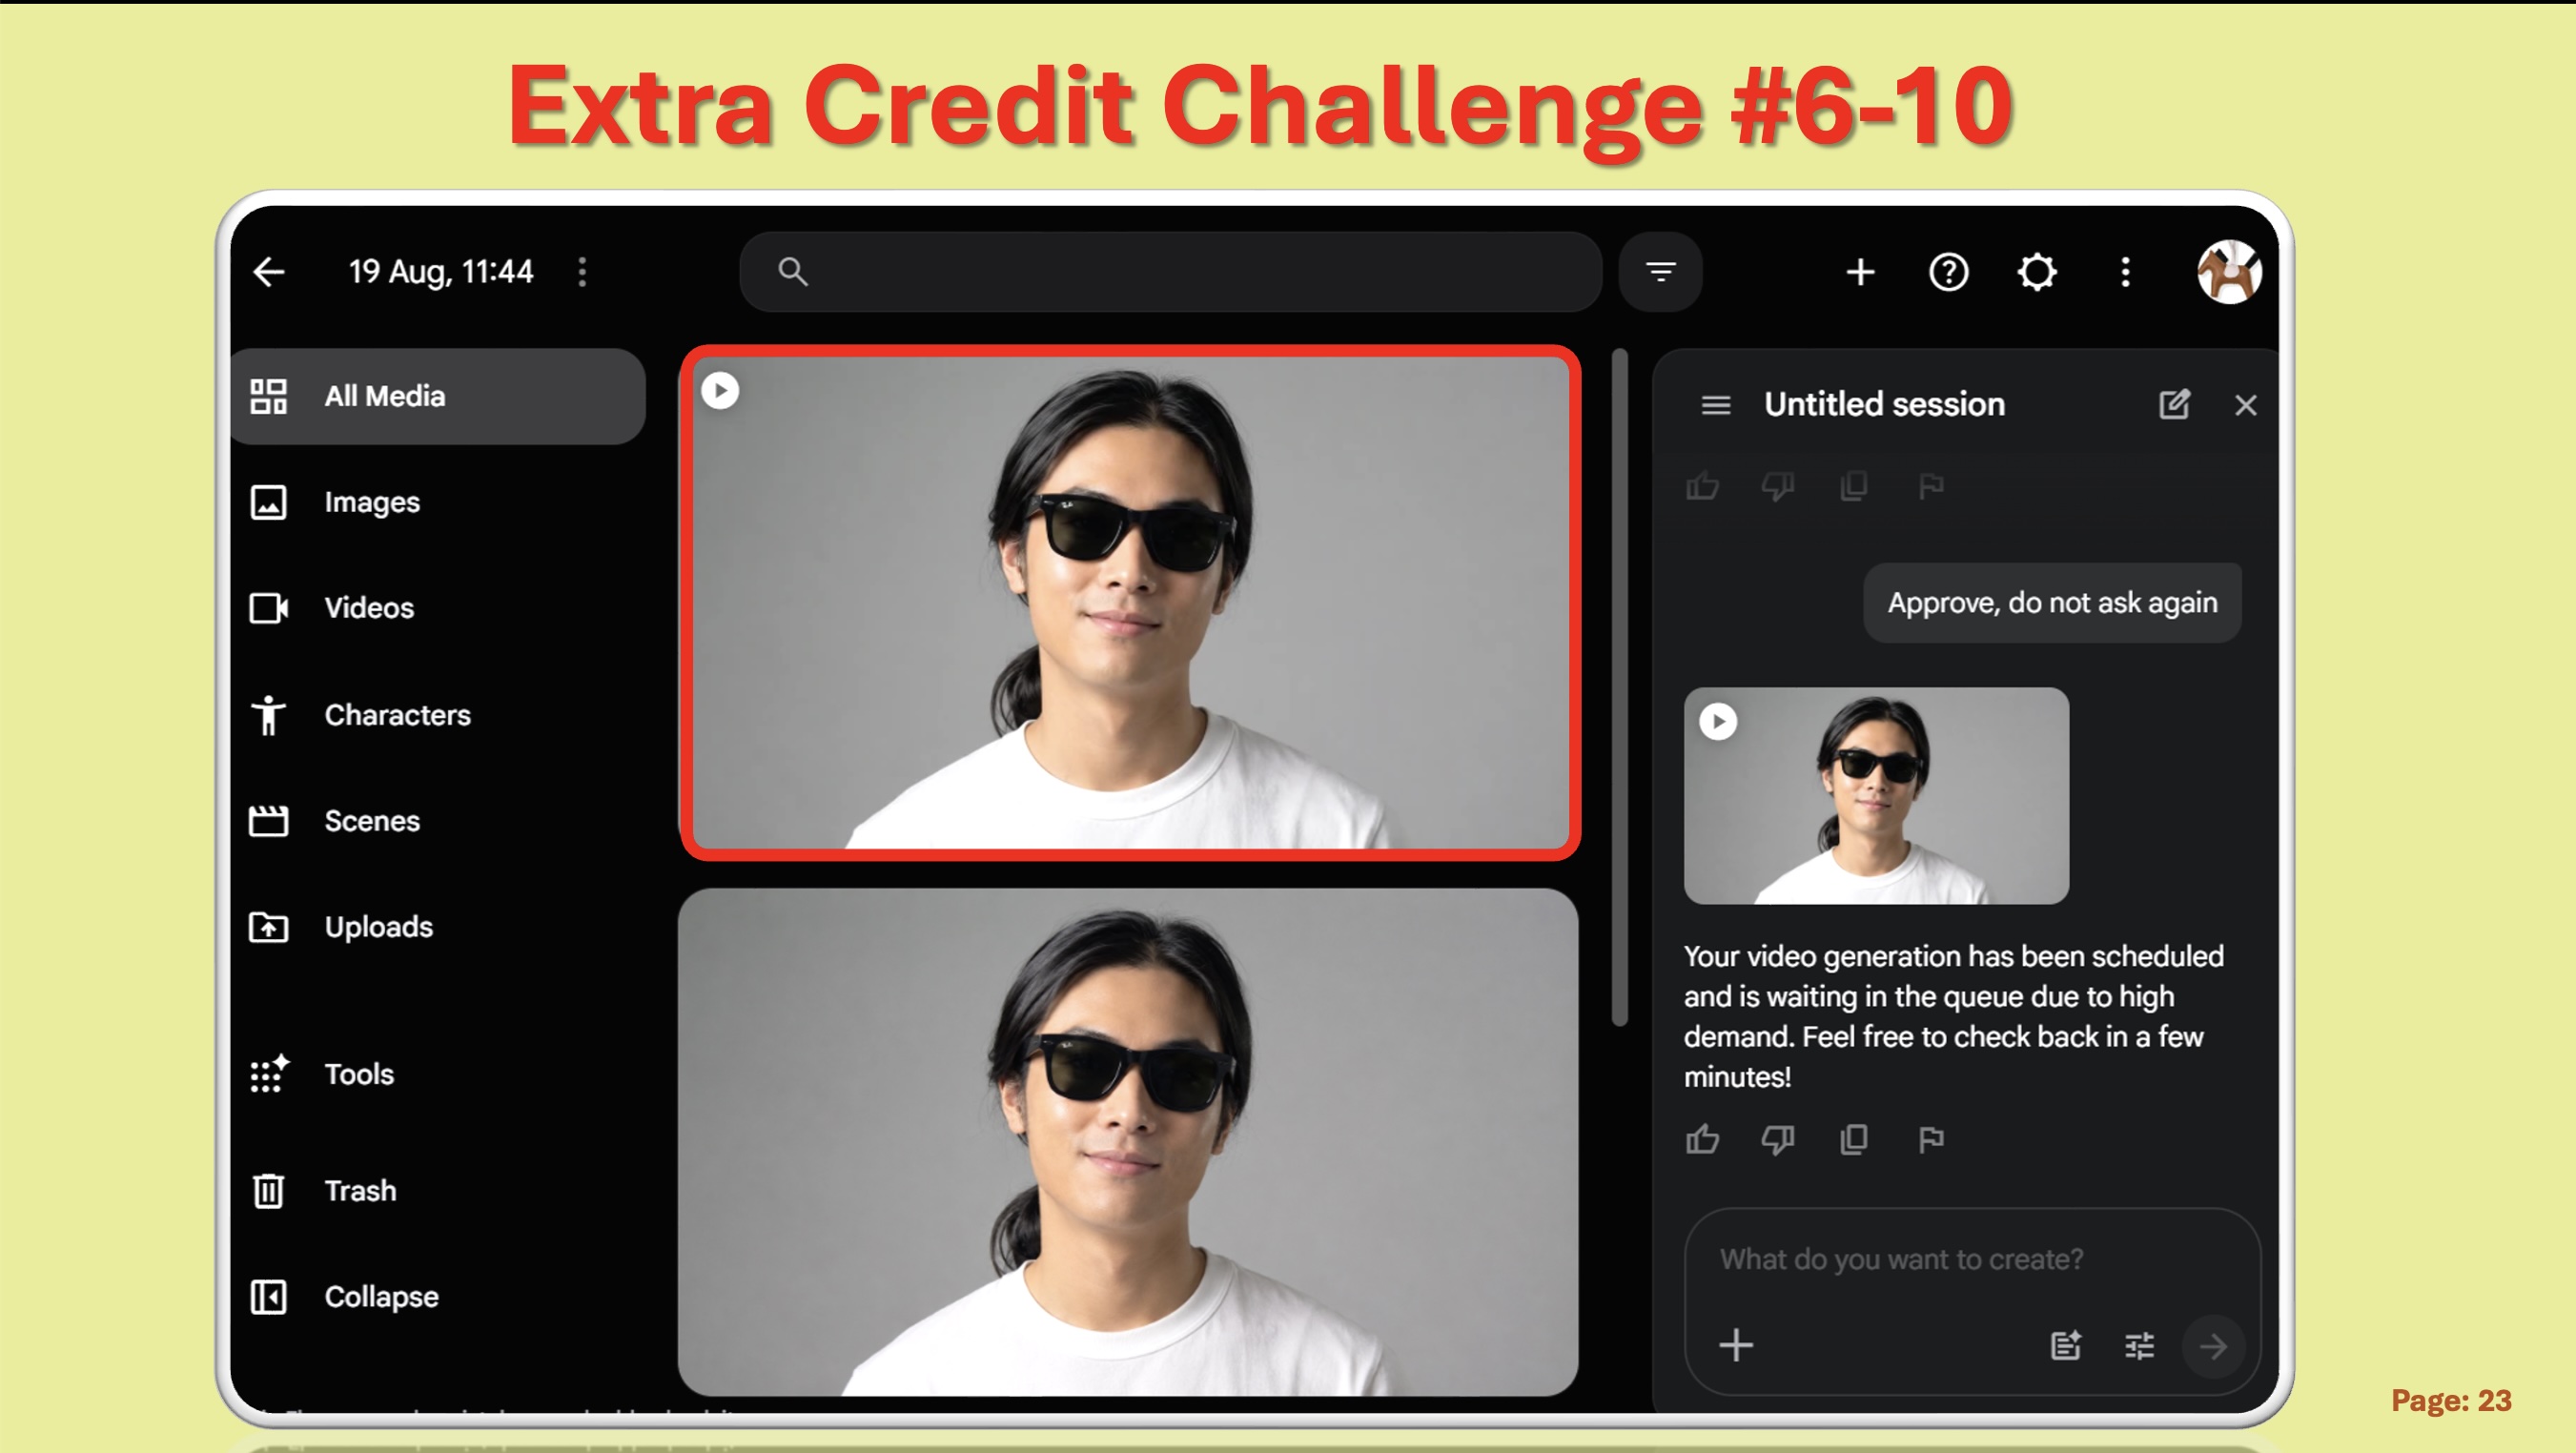 Extra Credit Challenge #6-10
19 Aug, 11:44
All Media
Images
Videos
Characters
Scenes
Uploads
Tools
Trash
Collapse
Untitled session
Approve, do not ask again
Your video generation has been scheduled
and is waiting in the queue due to high
demand. Feel free to check back in a few
minutes!
What do you want to create?
Page: 23